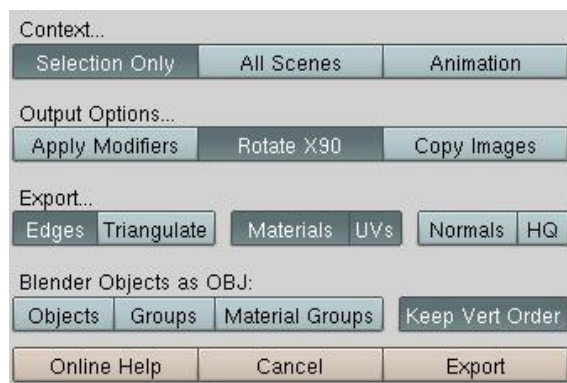 Context...
Selection Only All Scenes Animation
Output Options...
Apply Modifiers Rotate X90 Copy Images
Export...
Edges Triangulate Materials UVs Normals HQ
Blender Objects as OBJ:
Objects Groups Material Groups Keep Vert Order
Online Help Cancel Export